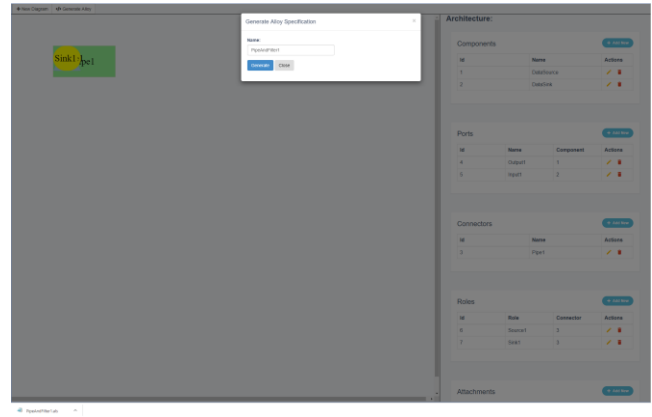 New Diagram Generate Alloy
Generate Alloy Specification
×
Name:
PipeAndFilter1
Generate Close
Sink1
pe1
Architecture:
Components
+ Add New
Id Name Actions
1 DataSource
2 DataSink
Ports
+ Add New
Id Name Component Actions
4 Output1 1
5 Input1 2
Connectors
+ Add New
Id Name Actions
3 Pipe1
Roles
+ Add New
Id Role Connector Actions
6 Source1 3
7 Sink1 3
Attachments
+ Add New
PipeAndFilter1.als